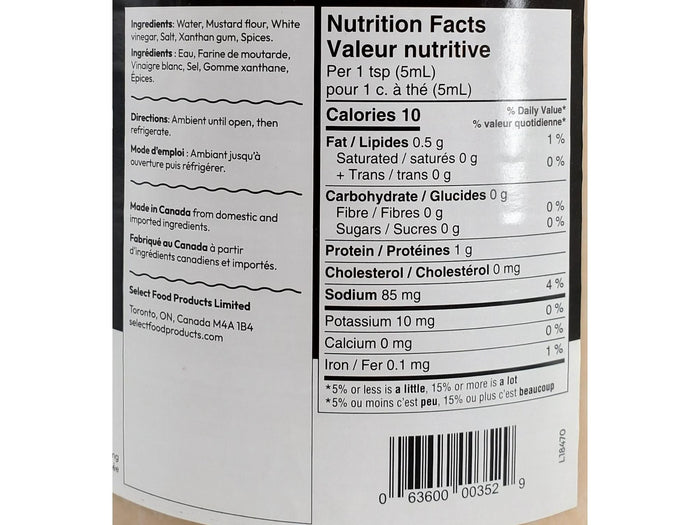 Ingredients: Water, Mustard flour, White
vinegar, Salt, Xanthan gum, Spices.
Ingrédients : Eau, Farine de moutarde,
Vinaigre blanc, Sel, Gomme xanthane,
Épices.
Directions: Ambient until open, then
refrigerate.
Mode d'emploi : Ambiant jusqu'à
ouverture puis réfrigérer.
Made in Canada from domestic and
imported ingredients.
Fabriqué au Canada à partir
d'ingrédients canadiens et importés.
Select Food Products Limited
Toronto, ON, Canada M4A 1B4
selectfoodproducts.com
Nutrition Facts
Valeur nutritive
Per 1 tsp (5mL)
pour 1 c. à thé (5mL)
Calories 10
% Daily Value*
% valeur quotidienne*
Fat / Lipides 0.5 g 1 %
Saturated / saturés 0 g 0 %
+ Trans / trans 0 g
Carbohydrate / Glucides 0 g
Fibre / Fibres 0 g 0 %
Sugars / Sucres 0 g 0 %
Protein / Protéines 1 g
Cholesterol / Cholestérol 0 mg
Sodium 85 mg 4 %
Potassium 10 mg 0 %
Calcium 0 mg 0 %
Iron / Fer 0.1 mg 1 %
*5% or less is a little, 15% or more is a lot
*5% ou moins c'est peu, 15% ou plus c'est beaucoup
0 63600 00352 9
L18470